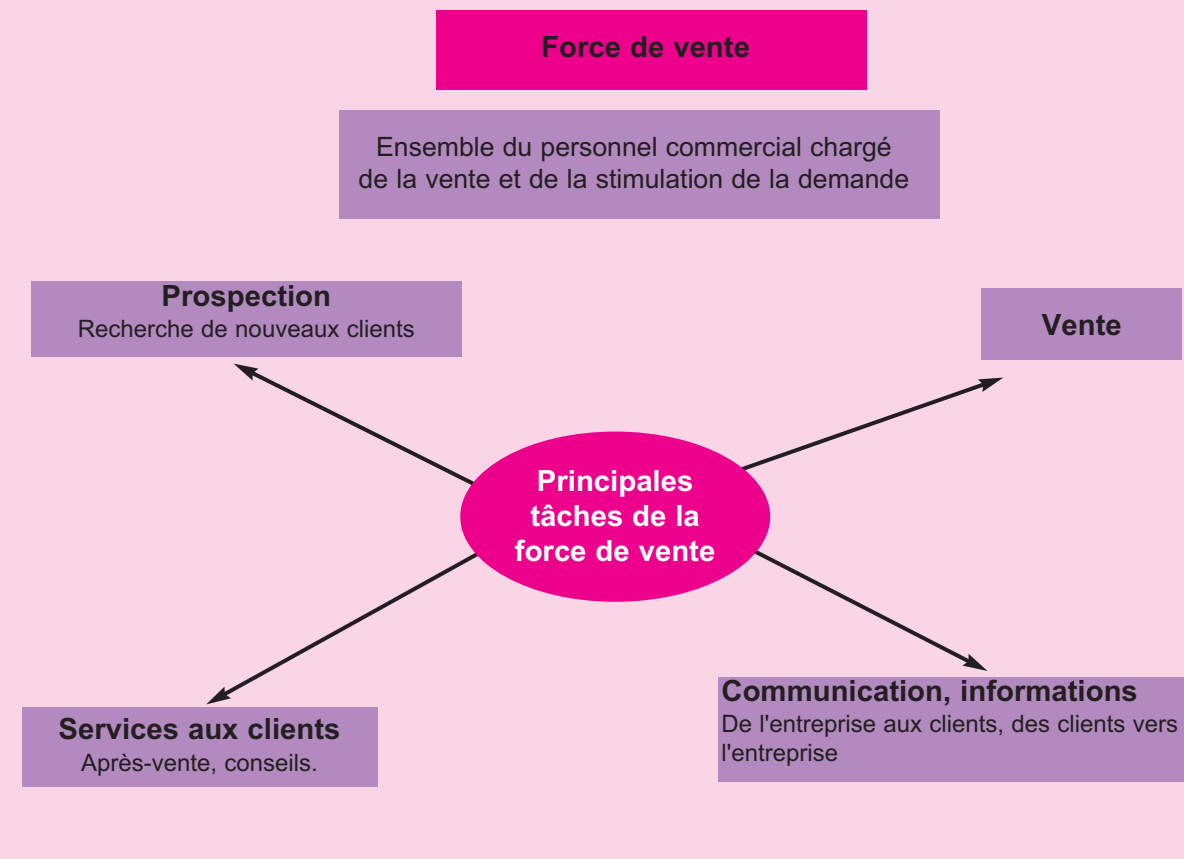 Force de vente
Ensemble du personnel commercial chargé
de la vente et de la stimulation de la demande
Prospection
Recherche de nouveaux clients
Vente
Principales
tâches de la
force de vente
Services aux clients
Après-vente, conseils.
Communication, informations
De l'entreprise aux clients, des clients vers
l'entreprise